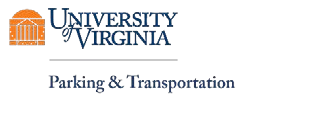 UNIVERSITY
of VIRGINIA
Parking & Transportation